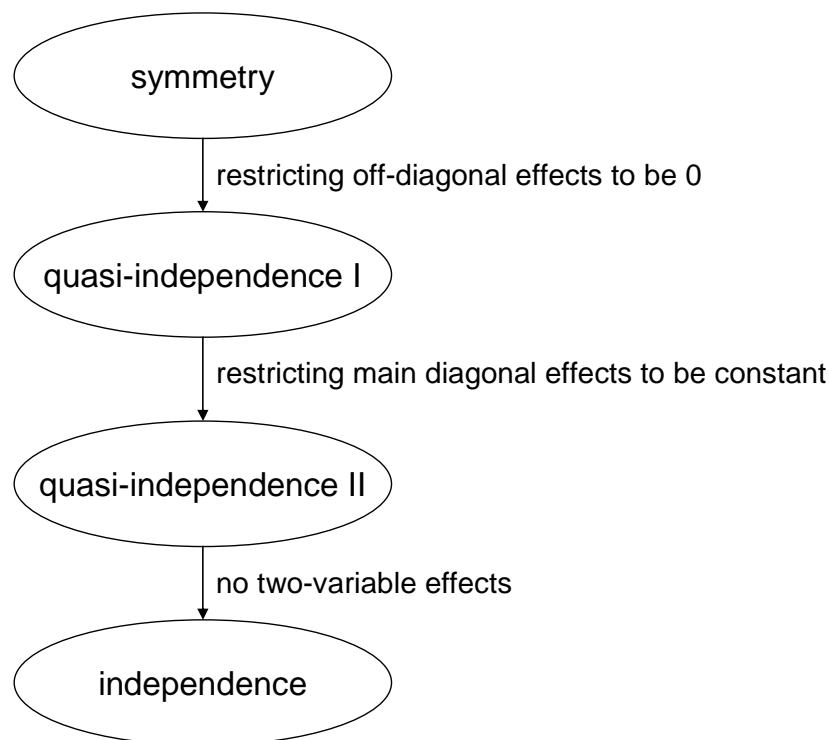 symmetry
restricting off-diagonal effects to be 0
quasi-independence I
restricting main diagonal effects to be constant
quasi-independence II
no two-variable effects
independence